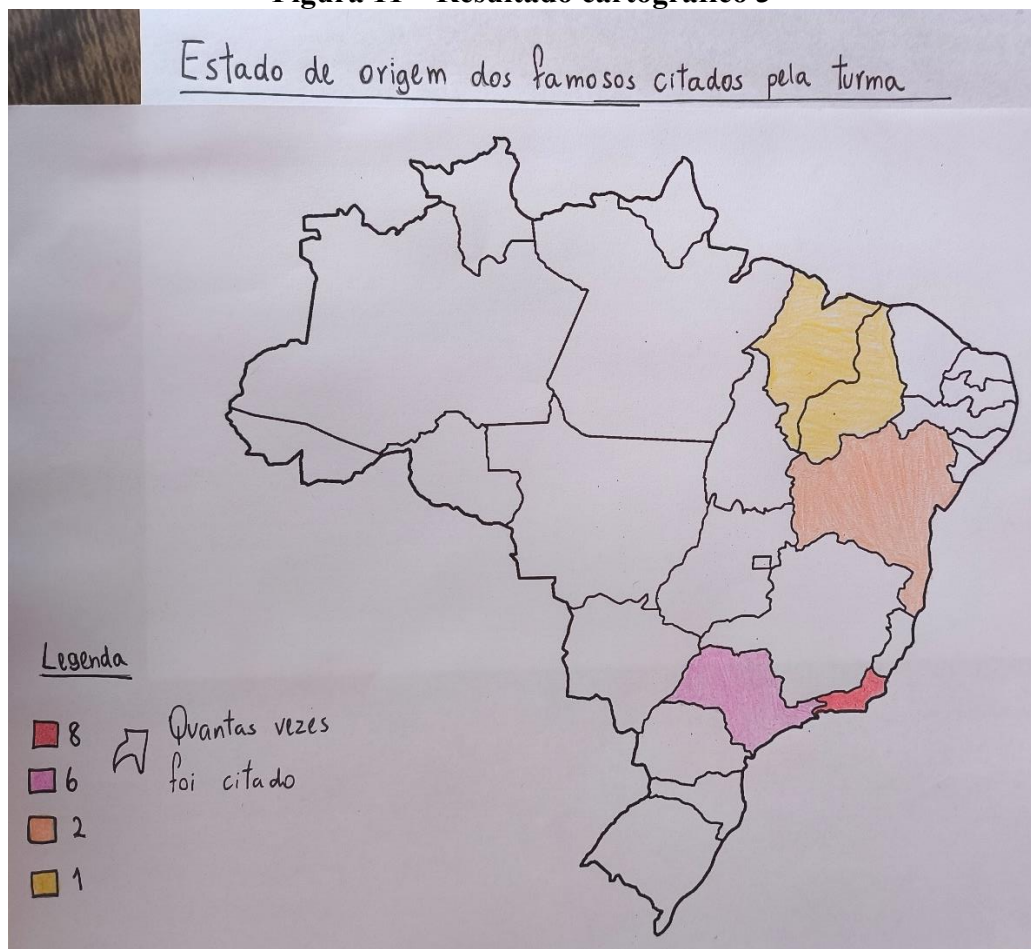 Figura 11 – Resultado cartográfico 3
Estado de origem dos famosos citados pela turma
Legenda
8
6
2
1
Quantas vezes
foi citado